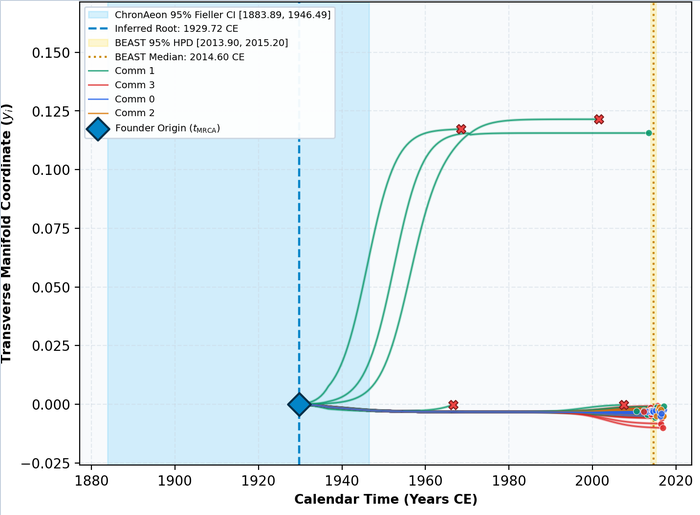 ChronAeon 95% Fieller CI [1883.89, 1946.49]
Inferred Root: 1929.72 CE
BEAST 95% HPD [2013.90, 2015.20]
BEAST Median: 2014.60 CE
Comm 1
Comm 3
Comm 0
Comm 2
Founder Origin (t_MRCA)
Transverse Manifold Coordinate (y_i)
0.150
0.125
0.100
0.075
0.050
0.025
0.000
−0.025
1880 1900 1920 1940 1960 1980 2000 2020
Calendar Time (Years CE)